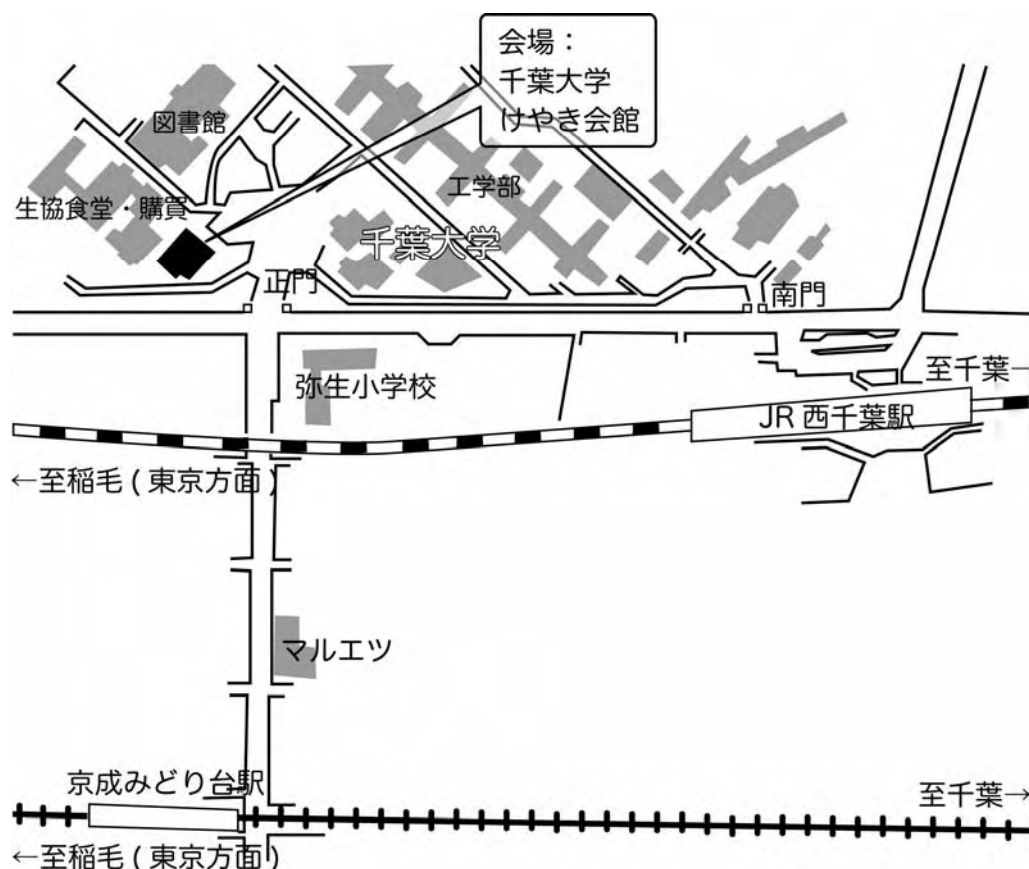 会場：
千葉大学
けやき会館
図書館
工学部
生協食堂・購買
千葉大学
正門
南門
弥生小学校
至千葉→
JR 西千葉駅
←至稲毛 ( 東京方面 )
マルエツ
京成みどり台駅
至千葉→
←至稲毛 ( 東京方面 )